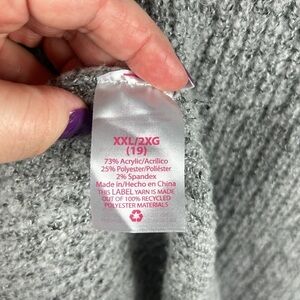 XXL/2XG
(19)
73% Acrylic/Acrílico
25% Polyester/Poliéster
2% Spandex
Made in/Hecho en China
THIS LABEL YARN IS MADE
OUT OF 100% RECYCLED
POLYESTER MATERIALS